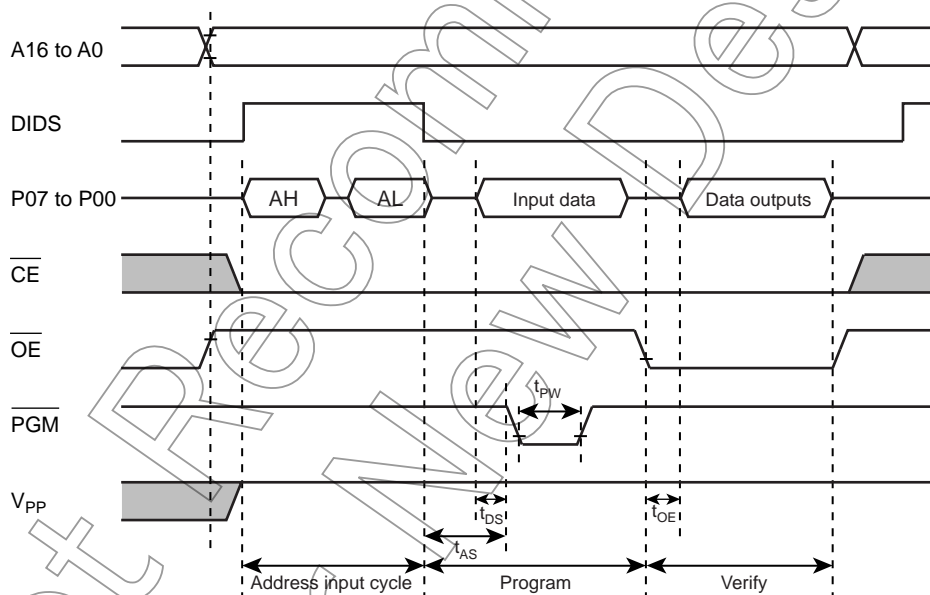 A16 to A0
DIDS
P07 to P00
AH
AL
Input data
Data outputs
CE
OE
PGM
tPW
VPP
tDS
tOE
tAS
Address input cycle
Program
Verify